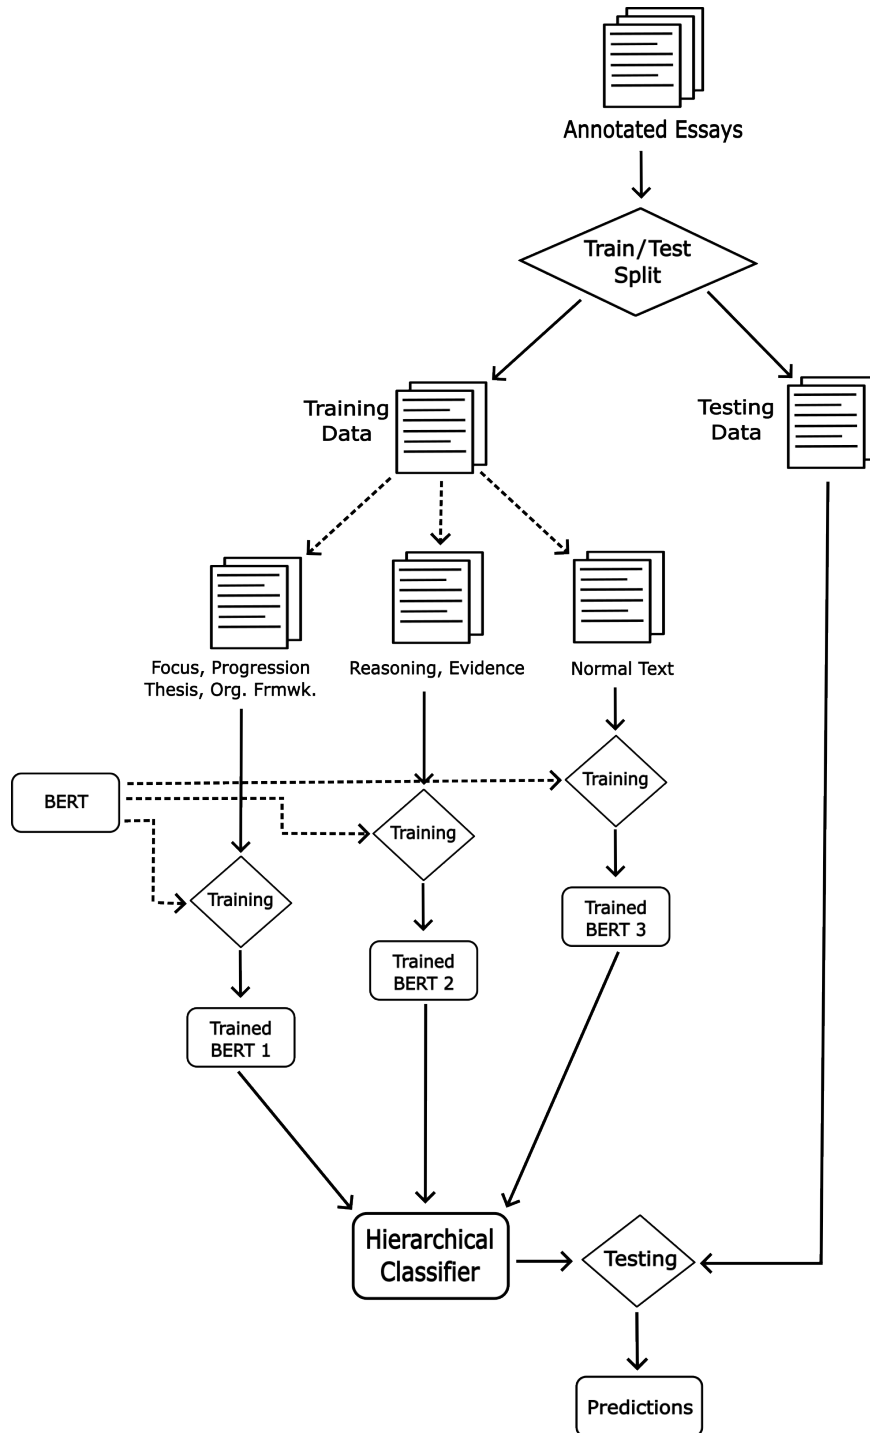 Annotated Essays
Train/Test
Split
Training
Data
Testing
Data
Focus, Progression
Thesis, Org. Frmwk.
Reasoning, Evidence
Normal Text
BERT
Training
Training
Training
Trained
BERT 3
Trained
BERT 2
Trained
BERT 1
Hierarchical
Classifier
Testing
Predictions